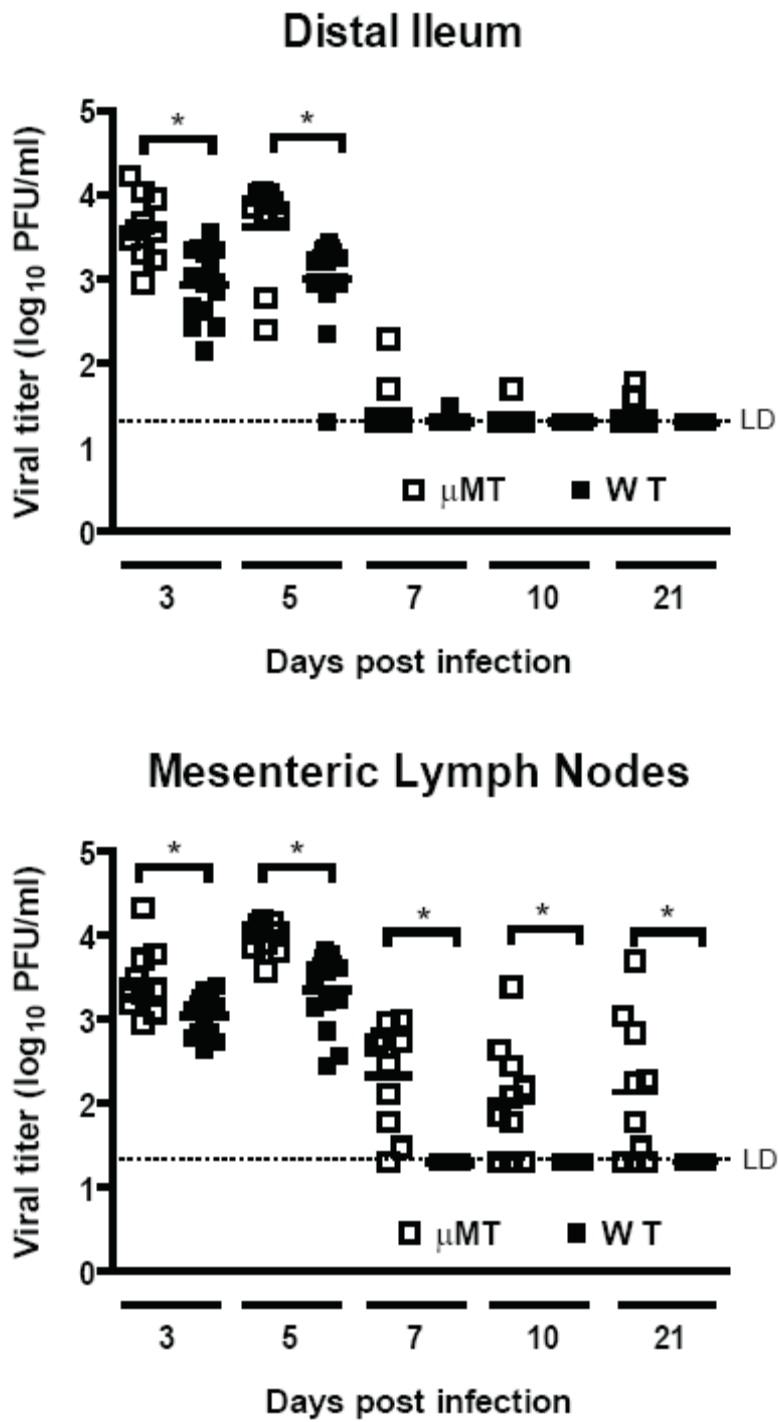 Distal Ileum
Viral titer (log10 PFU/ml)
5
4
3
2
1
0
*
*
LD
μMT
W T
3 5 7 10 21
Days post infection
Mesenteric Lymph Nodes
Viral titer (log10 PFU/ml)
5
4
3
2
1
0
*
*
*
*
*
LD
μMT
W T
3 5 7 10 21
Days post infection